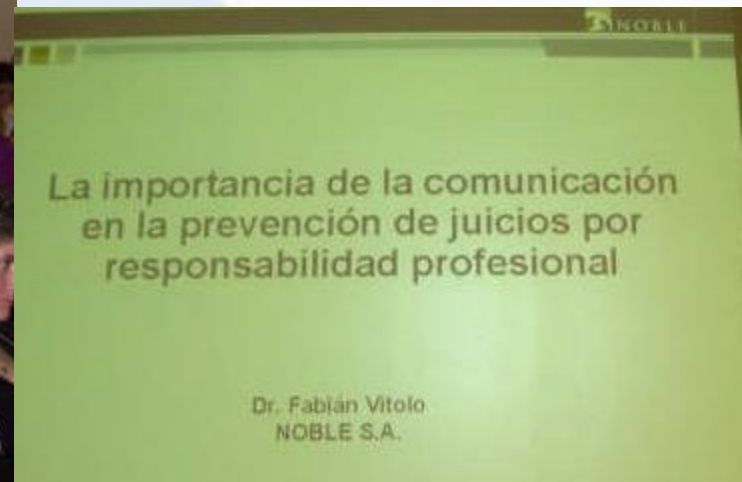 NOBLE
La importancia de la comunicación
en la prevención de juicios por
responsabilidad profesional
Dr. Fabián Vitolo
NOBLE S.A.